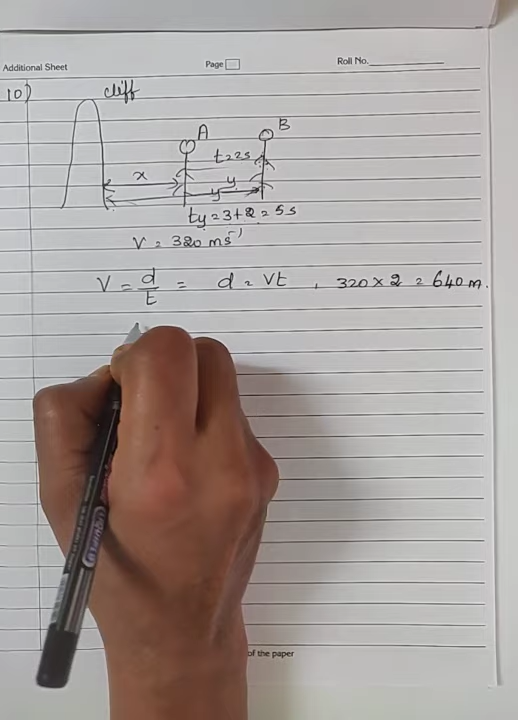 Additional Sheet Page Roll No.
10) cliff
A B
t = 2s
x y
y
ty = 3+2 = 5s
V = 320 ms⁻¹
V = d/t = d = Vt , 320 × 2 = 640 m.
of the paper